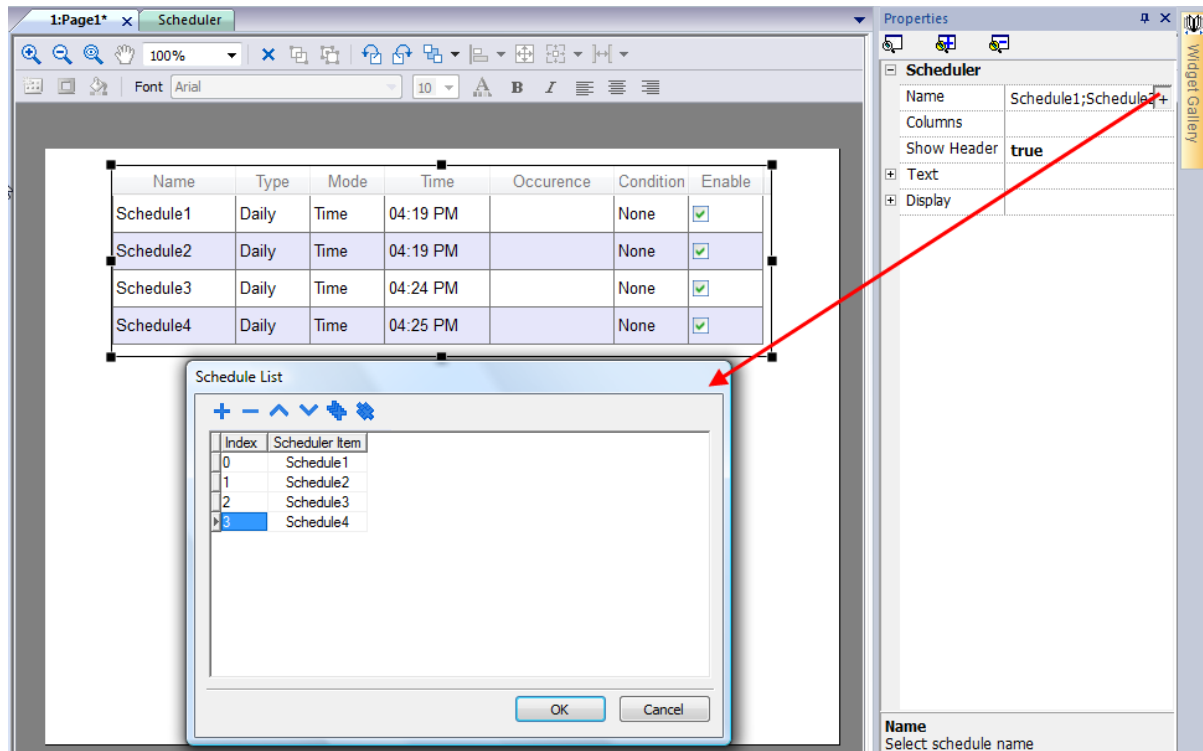 1:Page1* x Scheduler
100%
Font Arial 10 A B I
Name Type Mode Time Occurence Condition Enable
Schedule1 Daily Time 04:19 PM None
Schedule2 Daily Time 04:19 PM None
Schedule3 Daily Time 04:24 PM None
Schedule4 Daily Time 04:25 PM None
Schedule List
Index Scheduler Item
0 Schedule1
1 Schedule2
2 Schedule3
3 Schedule4
OK Cancel
Properties
Scheduler
Name Schedule1;Schedule2 +
Columns
Show Header true
Text
Display
Name
Select schedule name
Widget Gallery